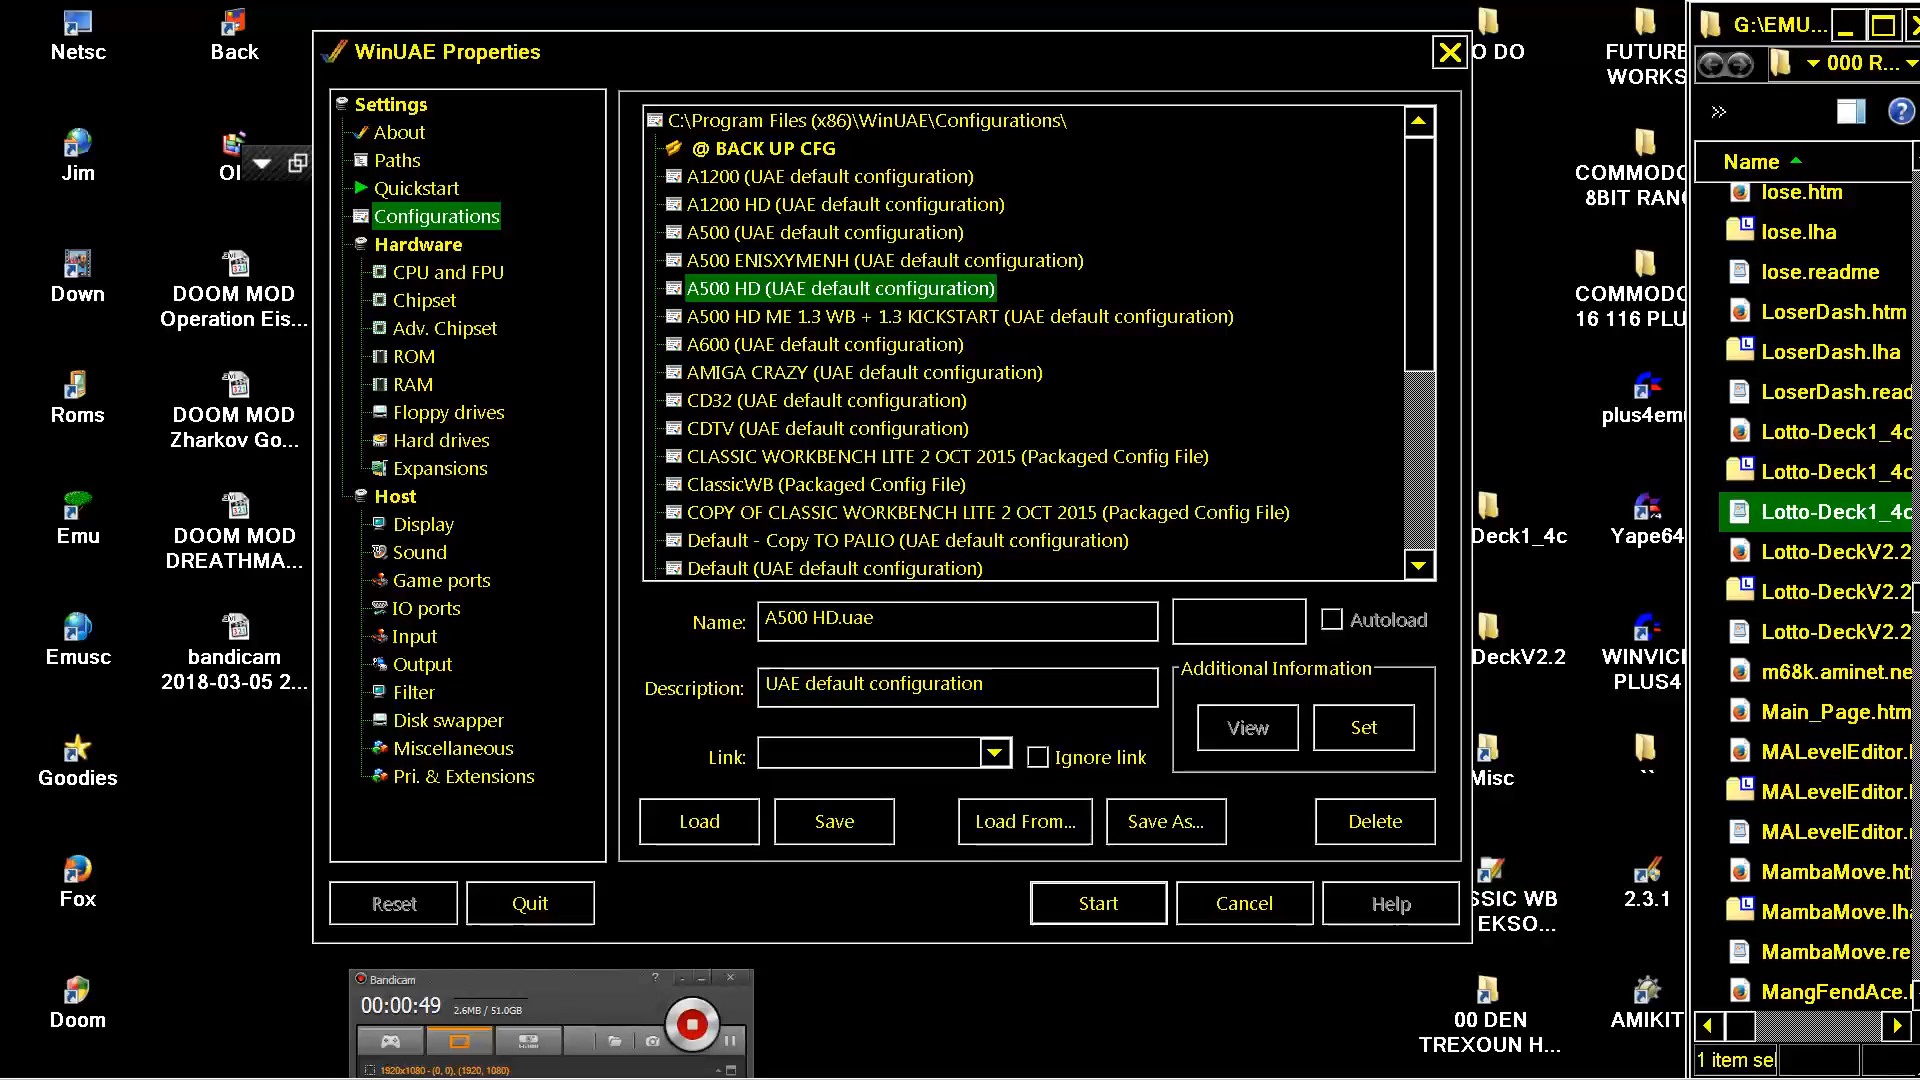 Netsc
Back
Jim
Ol
Down
DOOM MOD
Operation Eis...
Roms
DOOM MOD
Zharkov Go...
Emu
DOOM MOD
DREATHMA...
Emusc
bandicam
2018-03-05 2...
Goodies
Fox
Doom
WinUAE Properties
Settings
About
Paths
Quickstart
Configurations
Hardware
CPU and FPU
Chipset
Adv. Chipset
ROM
RAM
Floppy drives
Hard drives
Expansions
Host
Display
Sound
Game ports
IO ports
Input
Output
Filter
Disk swapper
Miscellaneous
Pri. & Extensions
C:\Program Files (x86)\WinUAE\Configurations\
@ BACK UP CFG
A1200 (UAE default configuration)
A1200 HD (UAE default configuration)
A500 (UAE default configuration)
A500 ENISXYMENH (UAE default configuration)
A500 HD (UAE default configuration)
A500 HD ME 1.3 WB + 1.3 KICKSTART (UAE default configuration)
A600 (UAE default configuration)
AMIGA CRAZY (UAE default configuration)
CD32 (UAE default configuration)
CDTV (UAE default configuration)
CLASSIC WORKBENCH LITE 2 OCT 2015 (Packaged Config File)
ClassicWB (Packaged Config File)
COPY OF CLASSIC WORKBENCH LITE 2 OCT 2015 (Packaged Config File)
Default - Copy TO PALIO (UAE default configuration)
Default (UAE default configuration)
Name: A500 HD.uae
Autoload
Description: UAE default configuration
Additional Information
View Set
Link:
Ignore link
Load Save Load From... Save As... Delete
Reset Quit Start Cancel Help
Bandicam ?
00:00:49 2.6MB / 51.0GB
1920x1080 - (0, 0), (1920, 1080)
O DO
FUTURE
WORKS
COMMODO
8BIT RAN
COMMODO
16 116 PLU
plus4emu
Deck1_4c
Yape64
DeckV2.2
WINVIC
PLUS4
Misc
``
SSIC WB
EKSO...
2.3.1
00 DEN
TREXOUN H...
AMIKIT
G:\EMU...
000 R...
» ?
Name
lose.htm
lose.lha
lose.readme
LoserDash.htm
LoserDash.lha
LoserDash.read
Lotto-Deck1_4c
Lotto-Deck1_4c
Lotto-Deck1_4c
Lotto-DeckV2.2
Lotto-DeckV2.2
Lotto-DeckV2.2
m68k.aminet.ne
Main_Page.htm
MALevelEditor.
MALevelEditor.
MALevelEditor.
MambaMove.ht
MambaMove.lha
MambaMove.re
MangFendAce.
1 item sel